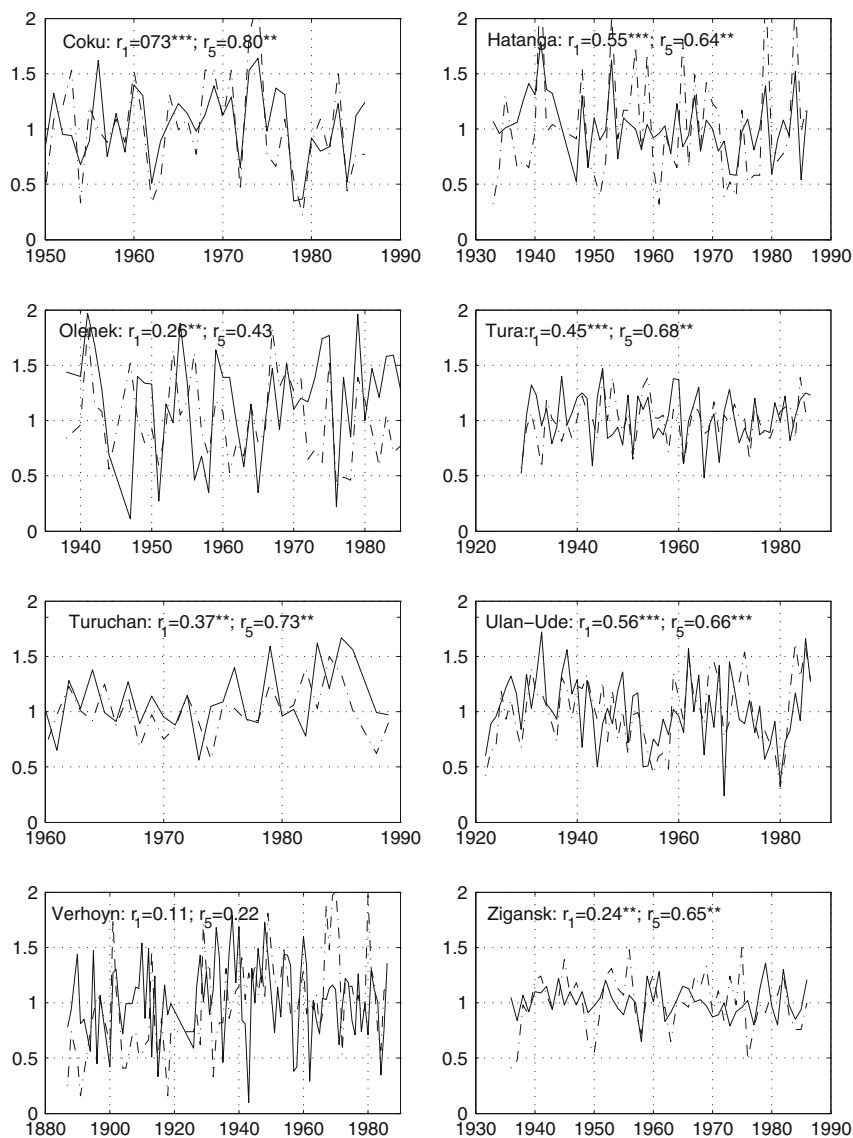 Coku: r1=073***; r5=0.80**
2
1.5
1
0.5
0
1950 1960 1970 1980 1990
Hatanga: r1=0.55***; r5=0.64**
2
1.5
1
0.5
0
1930 1940 1950 1960 1970 1980 1990
Olenek: r1=0.26**; r5=0.43
2
1.5
1
0.5
0
1940 1950 1960 1970 1980
Tura:r1=0.45***; r5=0.68**
2
1.5
1
0.5
0
1920 1940 1960 1980
Turuchan: r1=0.37**; r5=0.73**
2
1.5
1
0.5
0
1960 1970 1980 1990
Ulan-Ude: r1=0.56***; r5=0.66***
2
1.5
1
0.5
0
1920 1940 1960 1980
Verhoyn: r1=0.11; r5=0.22
2
1.5
1
0.5
0
1880 1900 1920 1940 1960 1980
Zigansk: r1=0.24**; r5=0.65**
2
1.5
1
0.5
0
1930 1940 1950 1960 1970 1980 1990